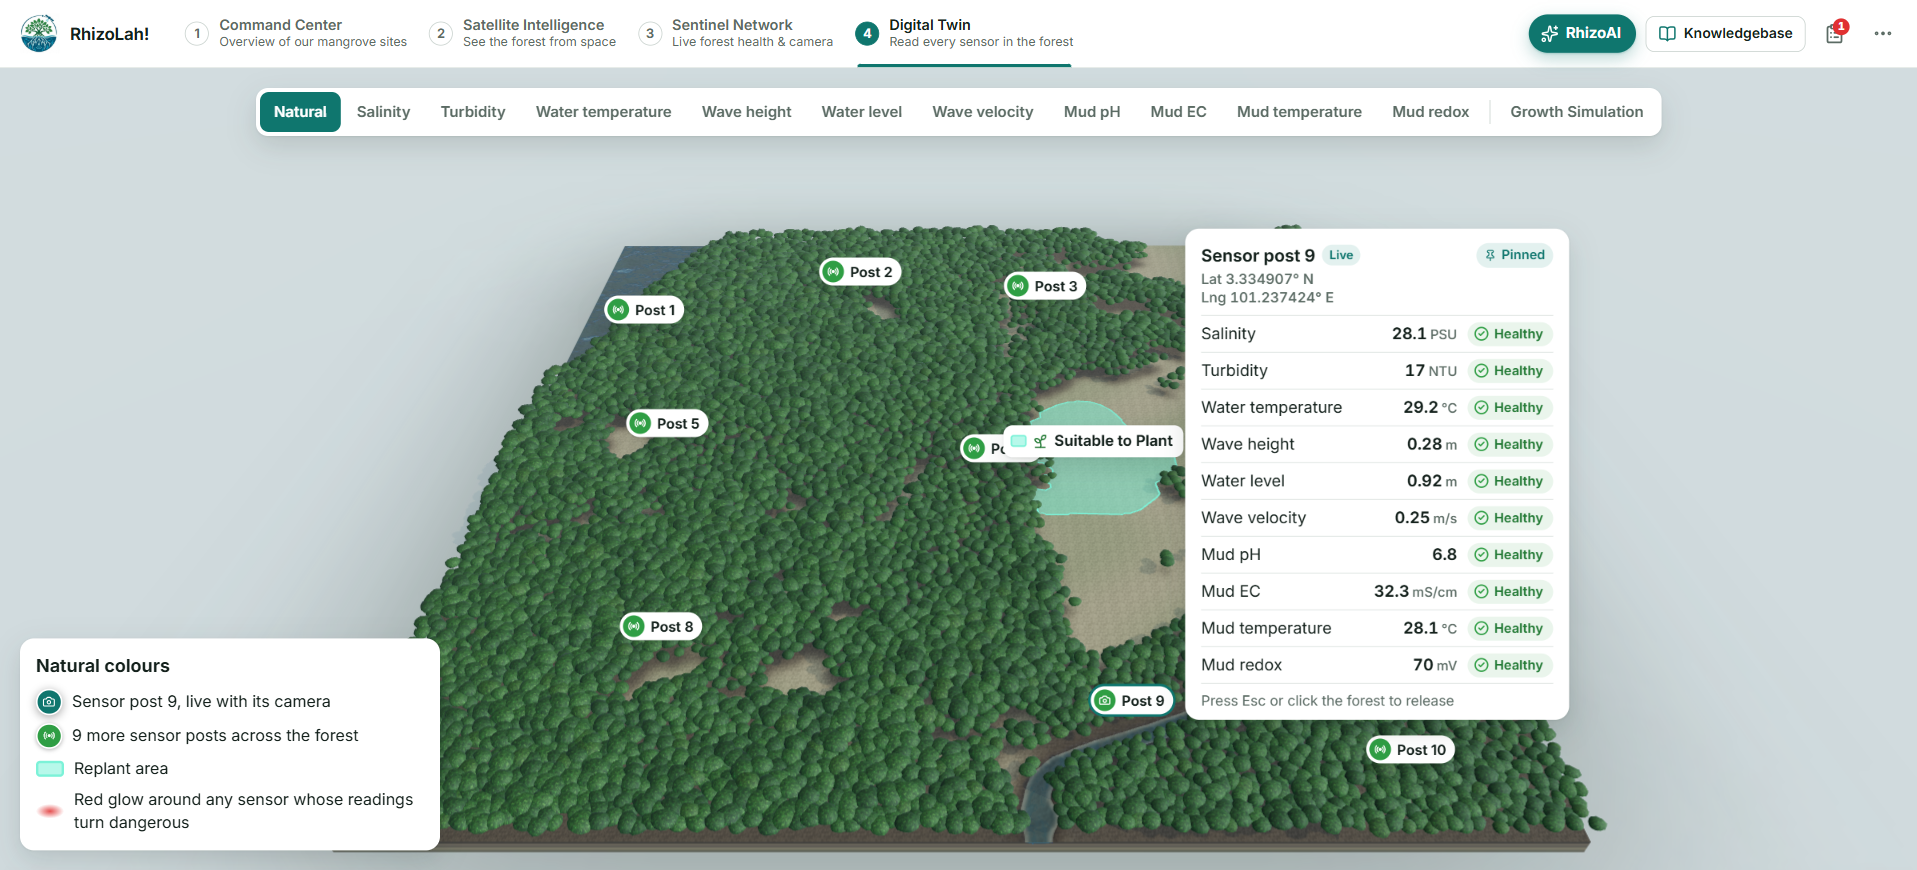 RhizoLah!
1
Command Center
Overview of our mangrove sites
2
Satellite Intelligence
See the forest from space
3
Sentinel Network
Live forest health & camera
4
Digital Twin
Read every sensor in the forest
RhizoAI
Knowledgebase
1
Natural
Salinity
Turbidity
Water temperature
Wave height
Water level
Wave velocity
Mud pH
Mud EC
Mud temperature
Mud redox
Growth Simulation
Post 1
Post 2
Post 3
Post 5
Suitable to Plant
Post 8
Post 9
Post 10
Sensor post 9 Live
Pinned
Lat 3.334907° N
Lng 101.237424° E
Salinity 28.1 PSU Healthy
Turbidity 17 NTU Healthy
Water temperature 29.2 °C Healthy
Wave height 0.28 m Healthy
Water level 0.92 m Healthy
Wave velocity 0.25 m/s Healthy
Mud pH 6.8 Healthy
Mud EC 32.3 mS/cm Healthy
Mud temperature 28.1 °C Healthy
Mud redox 70 mV Healthy
Press Esc or click the forest to release
Natural colours
Sensor post 9, live with its camera
9 more sensor posts across the forest
Replant area
Red glow around any sensor whose readings
turn dangerous